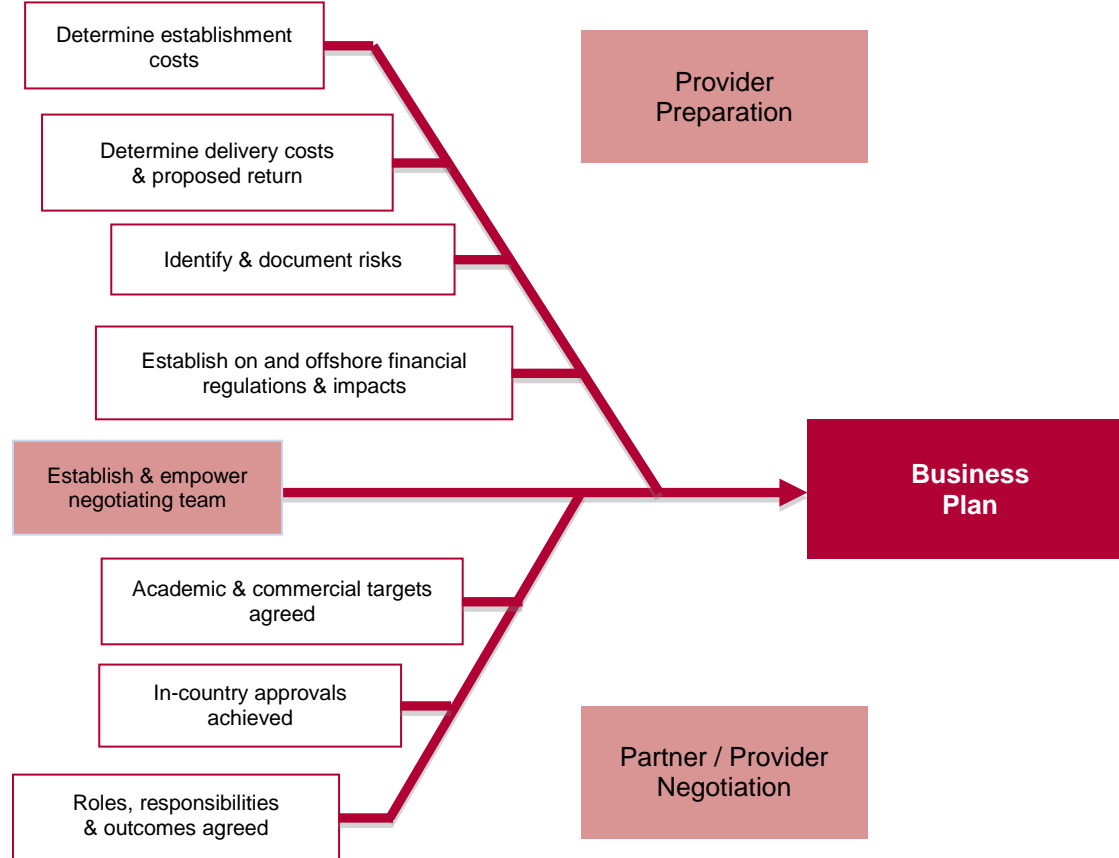 Determine establishment
costs
Provider
Preparation
Determine delivery costs
& proposed return
Identify & document risks
Establish on and offshore financial
regulations & impacts
Establish & empower
negotiating team
Business
Plan
Academic & commercial targets
agreed
In-country approvals
achieved
Partner / Provider
Negotiation
Roles, responsibilities
& outcomes agreed